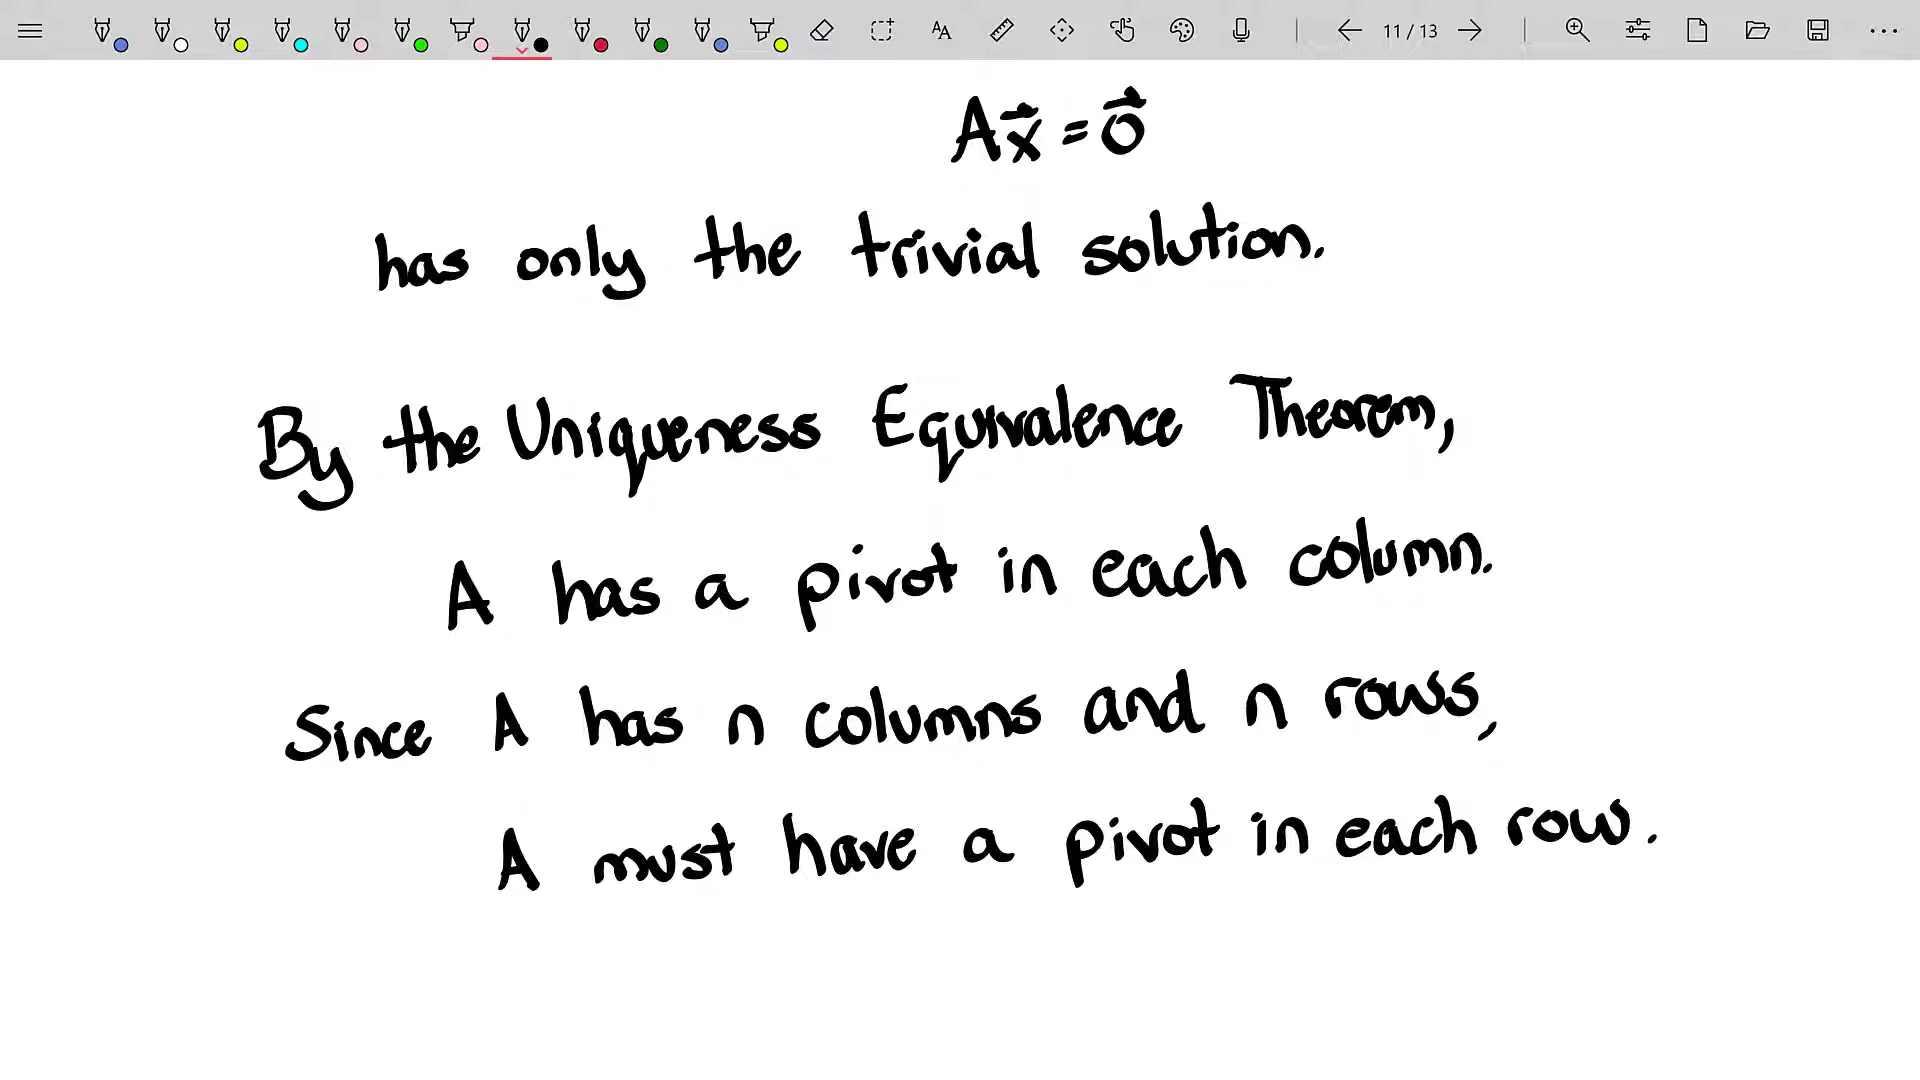 11 / 13
Ax⃗ = 0⃗
has only the trivial solution.
By the Uniqueness Equivalence Theorem,
A has a pivot in each column.
Since A has n columns and n rows,
A must have a pivot in each row.